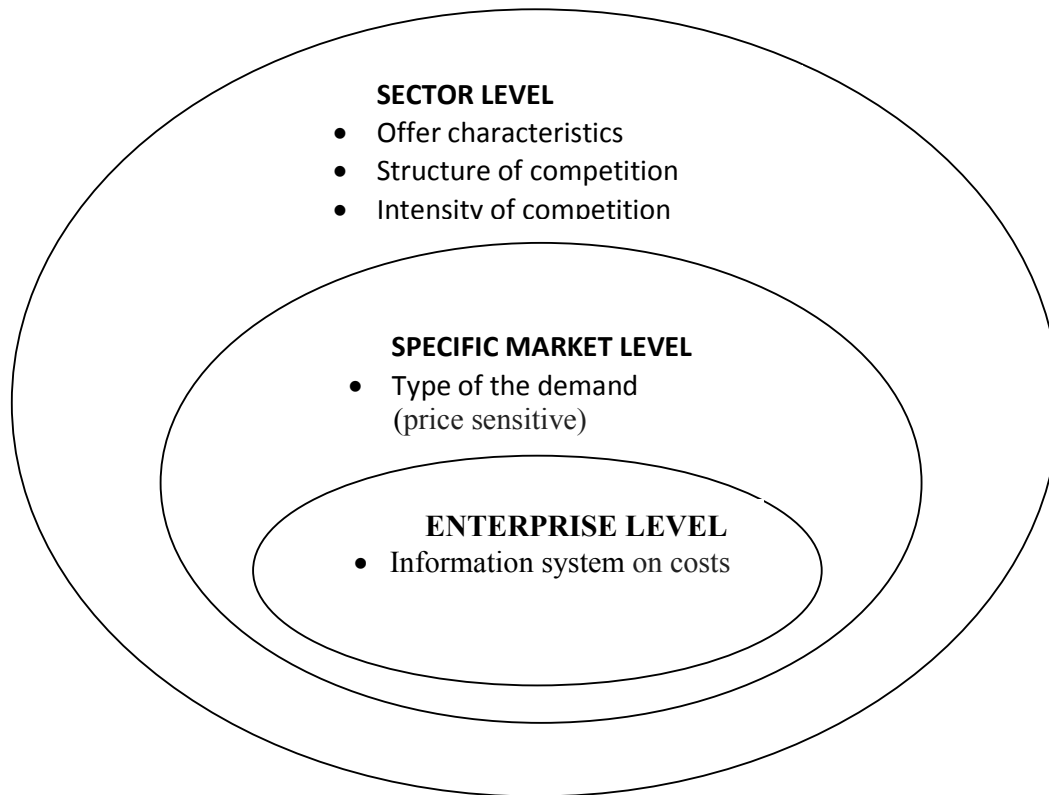 SECTOR LEVEL
• Offer characteristics
• Structure of competition
• Intensity of competition
SPECIFIC MARKET LEVEL
• Type of the demand
(price sensitive)
ENTERPRISE LEVEL
• Information system on costs